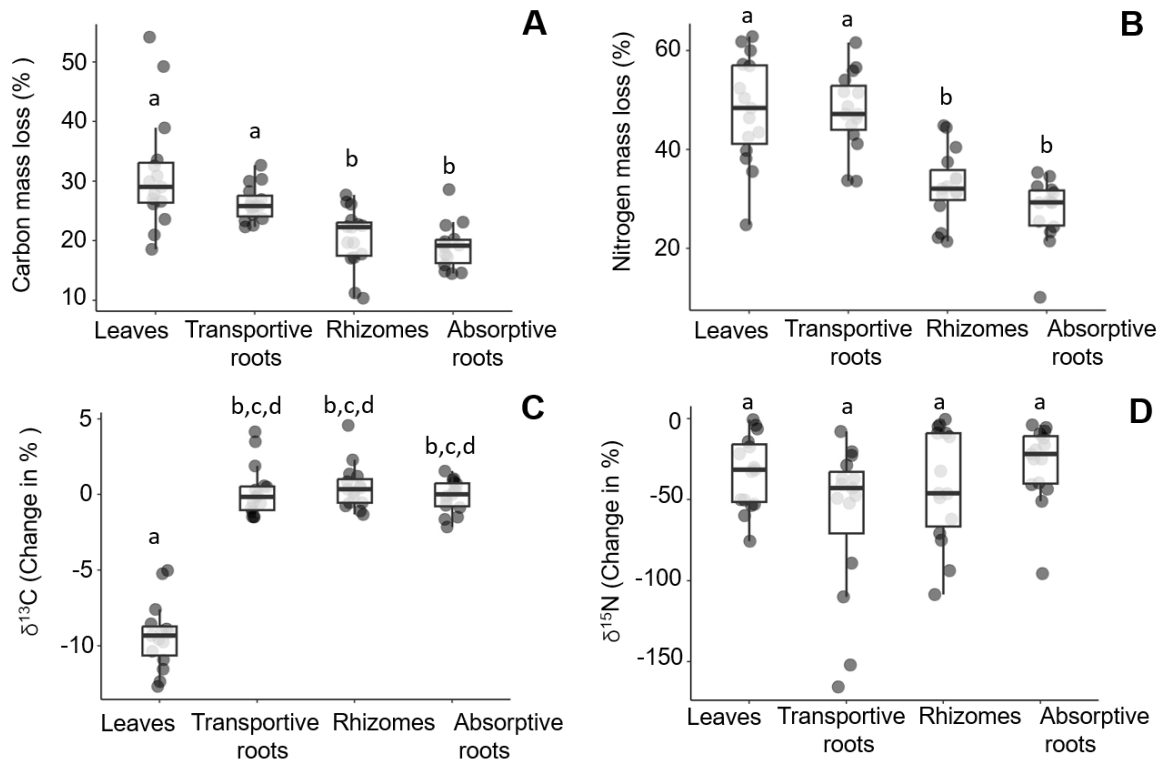 A
Carbon mass loss (% )
50
40
30
20
10
a
a
b
b
Leaves
Transportive
roots
Rhizomes
Absorptive
roots
B
Nitrogen mass loss (%)
60
40
20
a
a
b
b
Leaves
Transportive
roots
Rhizomes
Absorptive
roots
C
δ¹³C (Change in % )
5
0
-5
-10
a
b,c,d
b,c,d
b,c,d
Leaves
Transportive
roots
Rhizomes
Absorptive
roots
D
δ¹⁵N (Change in %)
0
-50
-100
-150
a
a
a
a
Leaves
Transportive
roots
Rhizomes
Absorptive
roots